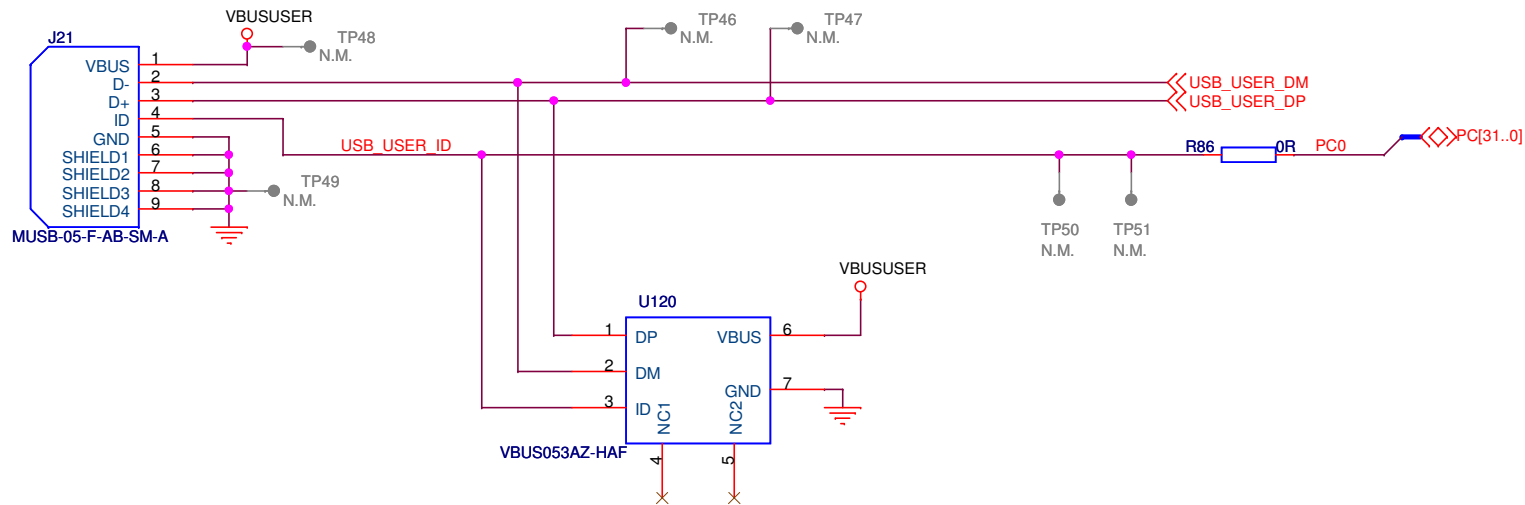 VBUSUSER
J21
TP48
N.M.
TP46
N.M.
TP47
N.M.
VBUS 1
D- 2
D+ 3
ID 4
GND 5
SHIELD1 6
SHIELD2 7
SHIELD3 8
SHIELD4 9
MUSB-05-F-AB-SM-A
TP49
N.M.
USB_USER_DM
USB_USER_DP
USB_USER_ID
R86 0R PC0
PC[31..0]
TP50
N.M.
TP51
N.M.
VBUSUSER
U120
1 DP VBUS 6
2 DM
GND 7
3 ID
NC1
NC2
VBUS053AZ-HAF
4
5